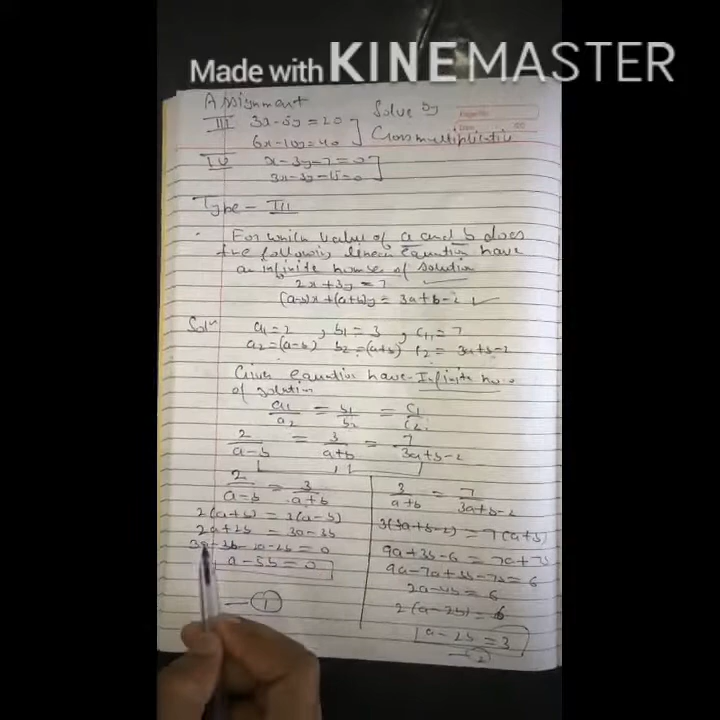 Made with KINEMASTER
Assignment
III 3x-5y = 20 Solve by
6x-10y = 40 Cross multiplicative
IV x-3y-7=0
3x-3y-15=0
Type- III
For which value of a and b does
the following linear Equation have
an infinite number of solution
2x+3y = 7
(a-b)x+(a+b)y = 3a+b-2
Soln a1=2 , b1=3 , c1=7
a2=(a-b) b2=(a+b) c2= 3a+b-2
Given equation have Infinite no.
of solution
a1/a2 = b1/b2 = c1/c2
2/a-b = 3/a+b = 7/3a+b-2
2/a-b = 3/a+b
2(a+b) = 3(a-b)
2a+2b = 3a-3b
3a-3b-2a-2b=0
a-5b=0
1
3/a+b = 7/3a+b-2
3(3a+b-2) = 7(a+b)
9a+3b-6 = 7a+7b
9a-7a+3b-7b=6
2a-4b = 6
2(a-2b) = 6
a-2b = 3
2